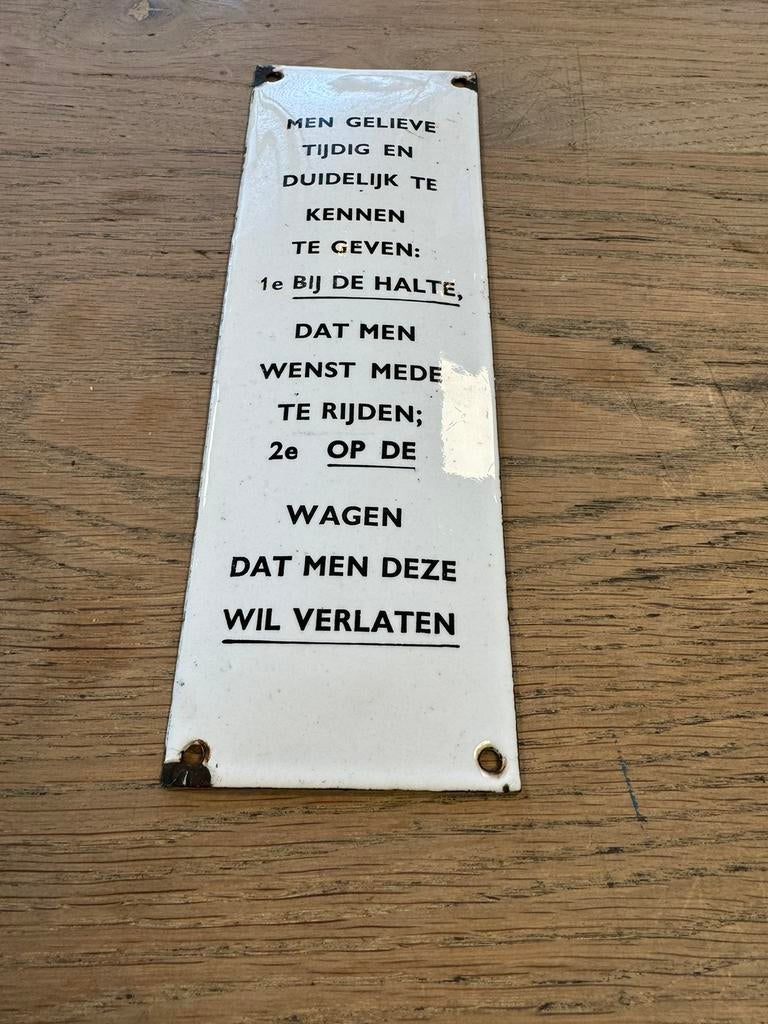 MEN GELIEVE
TIJDIG EN
DUIDELIJK TE
KENNEN
TE GEVEN:
1e BIJ DE HALTE,
DAT MEN
WENST MEDE
TE RIJDEN;
2e OP DE
WAGEN
DAT MEN DEZE
WIL VERLATEN